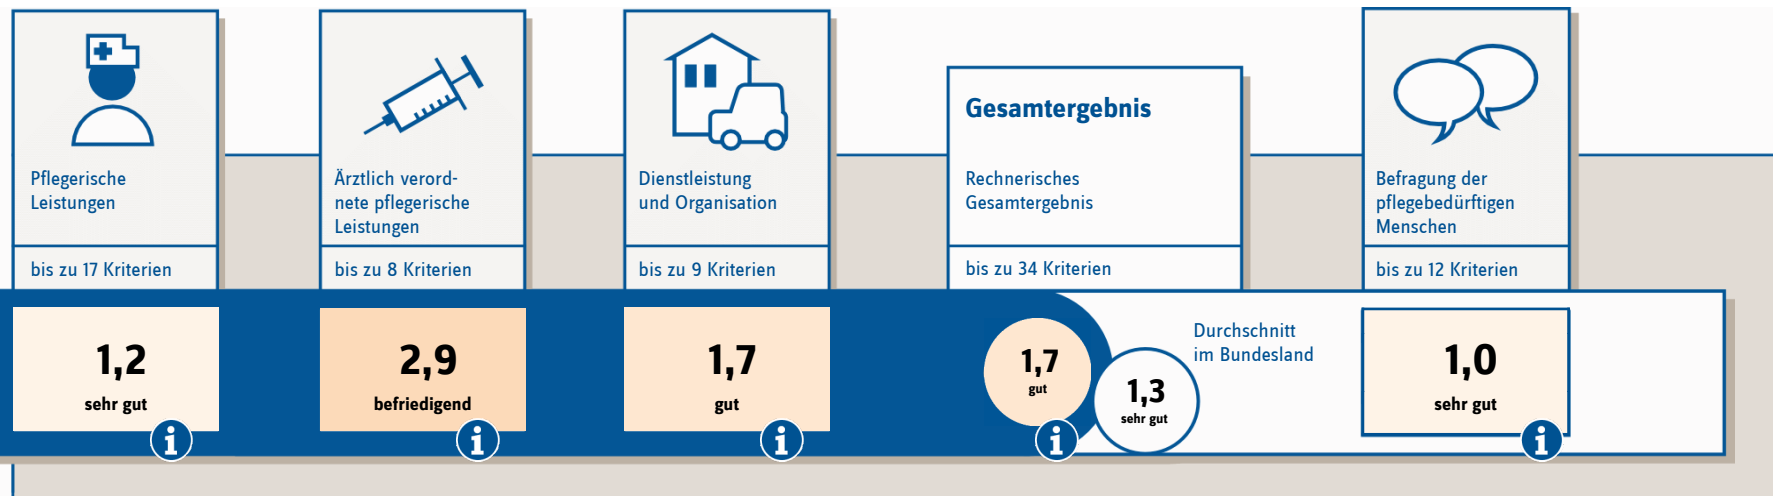 Pflegerische
Leistungen
bis zu 17 Kriterien
1,2
sehr gut
i
Ärztlich verord-
nete pflegerische
Leistungen
bis zu 8 Kriterien
2,9
befriedigend
i
Dienstleistung
und Organisation
bis zu 9 Kriterien
1,7
gut
i
Gesamtergebnis
Rechnerisches
Gesamtergebnis
bis zu 34 Kriterien
1,7
gut
i
1,3
sehr gut
Durchschnitt
im Bundesland
Befragung der
pflegebedürftigen
Menschen
bis zu 12 Kriterien
1,0
sehr gut
i